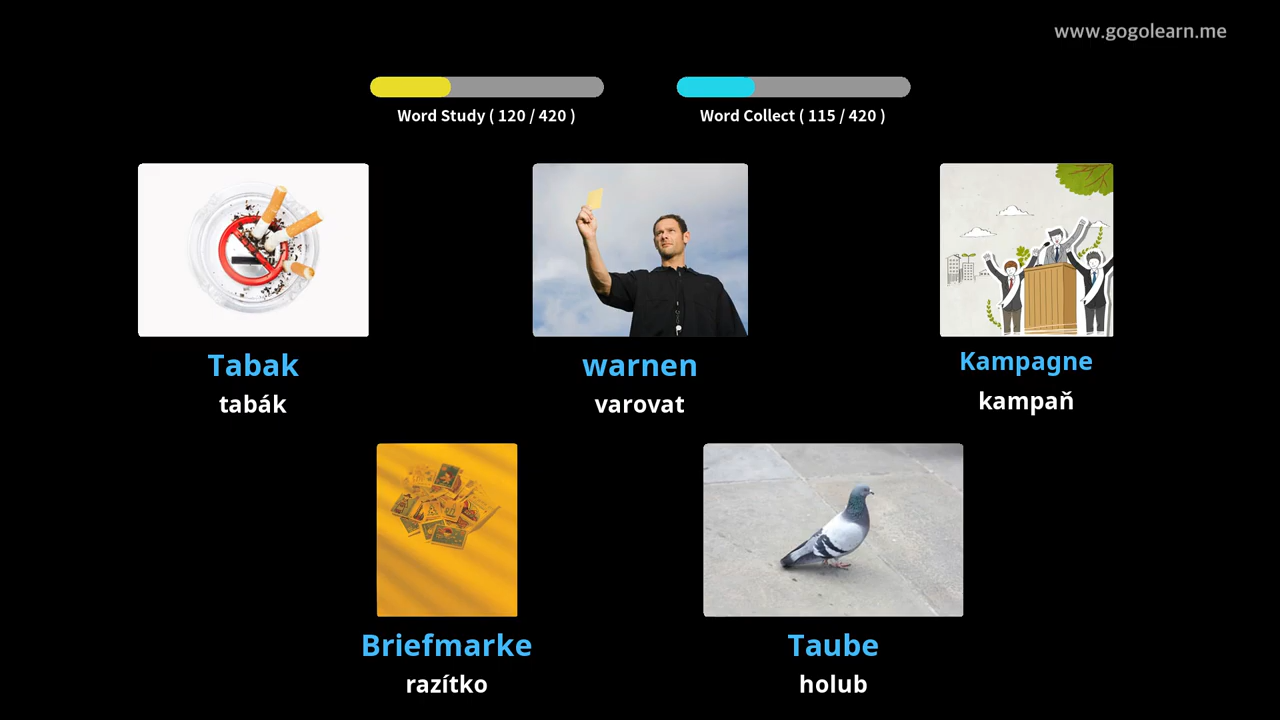 www.gogolearn.me
Word Study ( 120 / 420 )
Word Collect ( 115 / 420 )
Tabak
tabák
warnen
varovat
Kampagne
kampaň
Briefmarke
razítko
Taube
holub